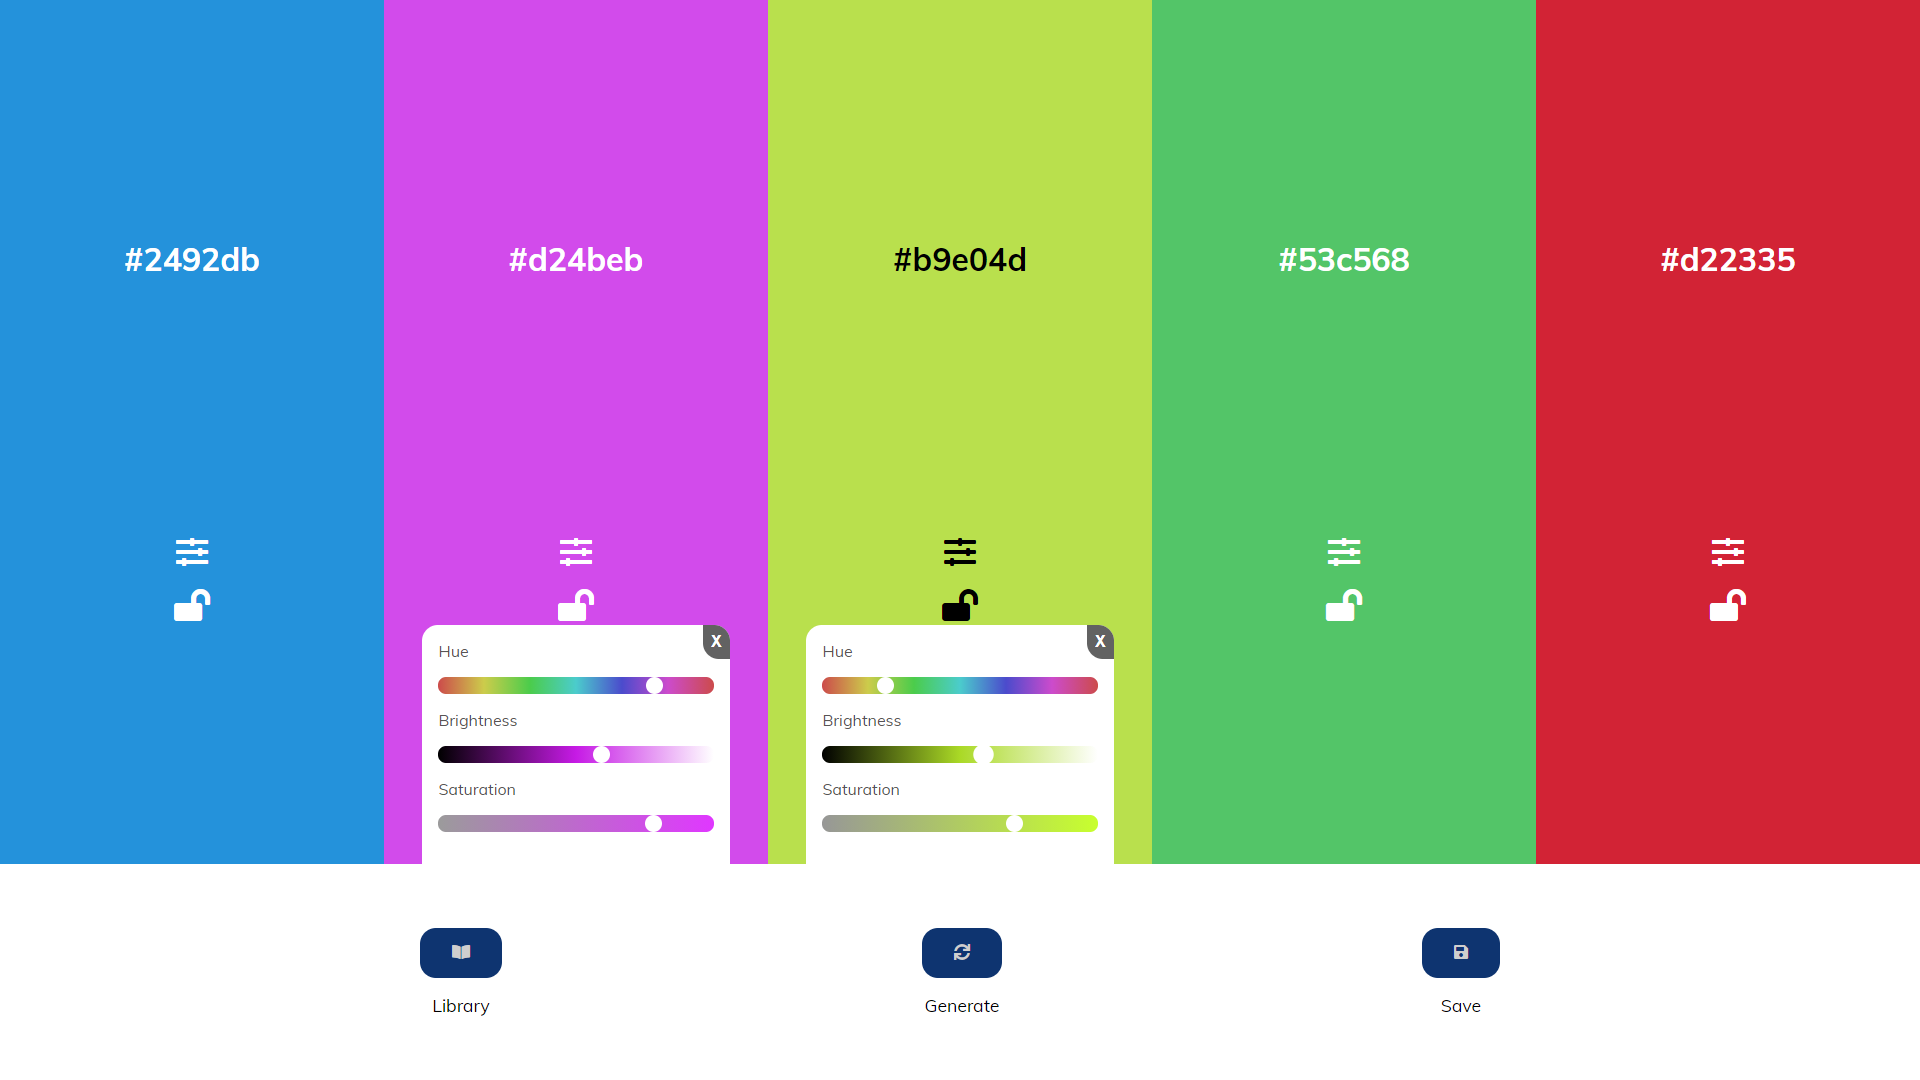 #2492db
#d24beb
#b9e04d
#53c568
#d22335
X
Hue
Brightness
Saturation
X
Hue
Brightness
Saturation
Library
Generate
Save